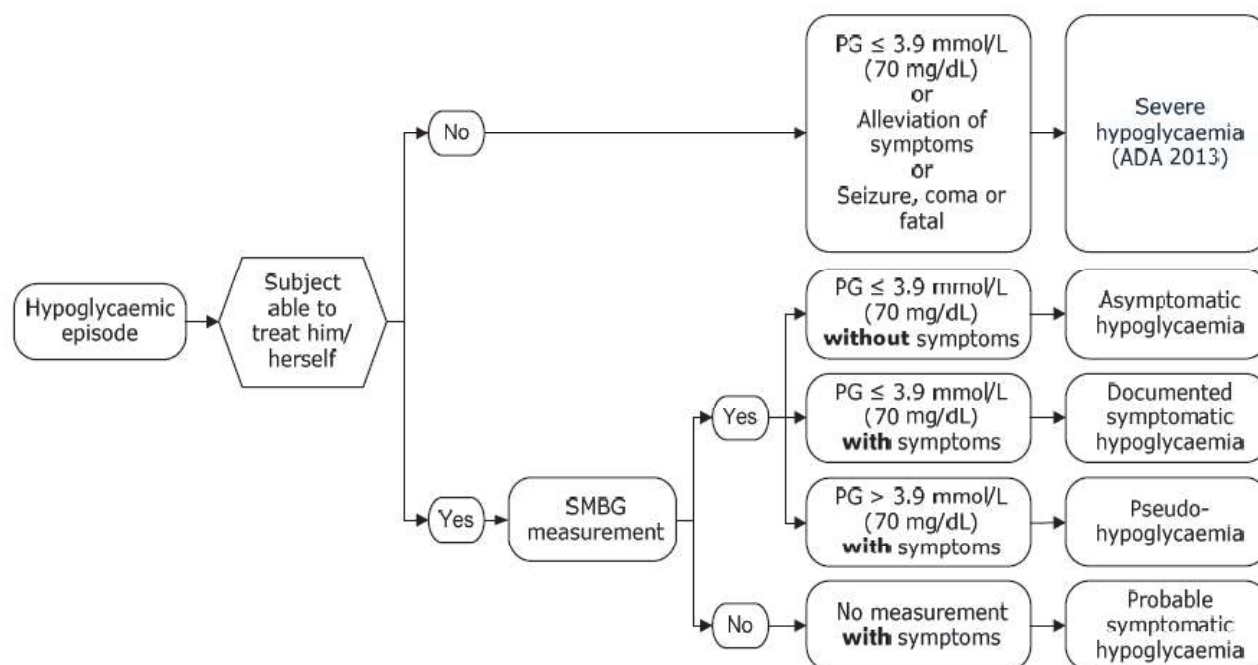 Hypoglycaemic
episode
Subject
able to
treat him/
herself
No
PG ≤ 3.9 mmol/L
(70 mg/dL)
or
Alleviation of
symptoms
or
Seizure, coma or
fatal
Severe
hypoglycaemia
(ADA 2013)
Yes
SMBG
measurement
Yes
PG ≤ 3.9 mmol/L
(70 mg/dL)
without symptoms
Asymptomatic
hypoglycaemia
PG ≤ 3.9 mmol/L
(70 mg/dL)
with symptoms
Documented
symptomatic
hypoglycaemia
PG > 3.9 mmol/L
(70 mg/dL)
with symptoms
Pseudo-
hypoglycaemia
No
No measurement
with symptoms
Probable
symptomatic
hypoglycaemia